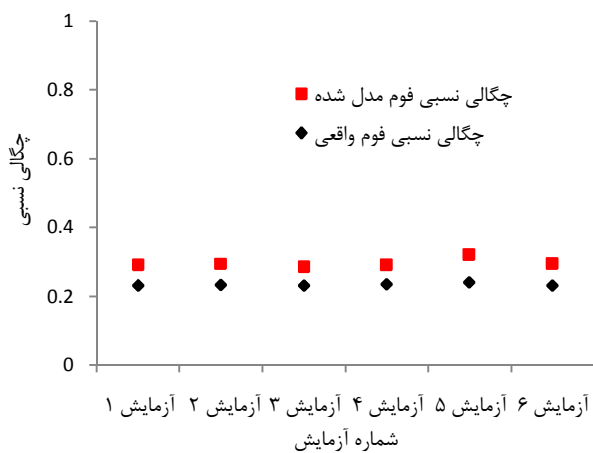 1
0.8
0.6
0.4
0.2
0
چگالی نسبی
چگالی نسبی فوم مدل شده
چگالی نسبی فوم واقعی
آزمایش ۱ آزمایش ۲ آزمایش ۳ آزمایش ۴ آزمایش ۵ آزمایش ۶
شماره آزمایش